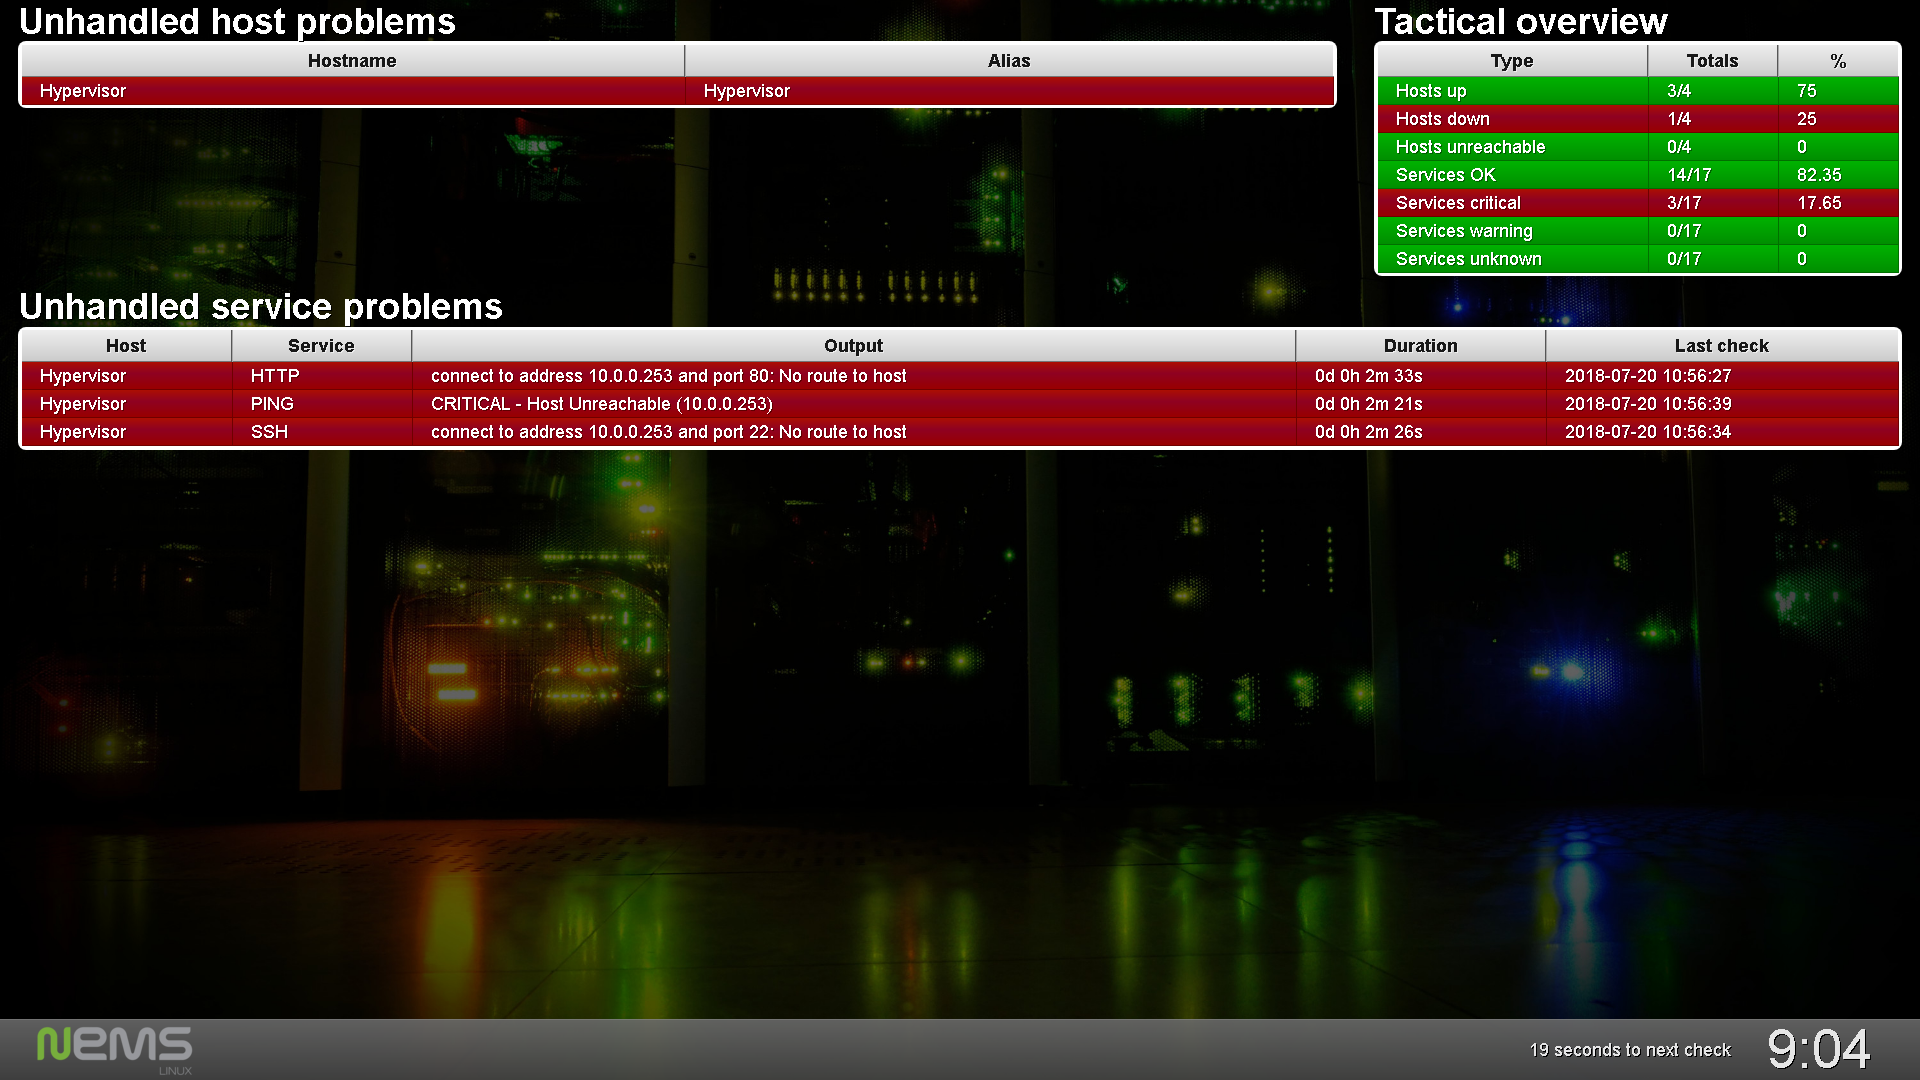 Unhandled host problems
Hostname Alias
Hypervisor Hypervisor
Tactical overview
Type Totals %
Hosts up 3/4 75
Hosts down 1/4 25
Hosts unreachable 0/4 0
Services OK 14/17 82.35
Services critical 3/17 17.65
Services warning 0/17 0
Services unknown 0/17 0
Unhandled service problems
Host Service Output Duration Last check
Hypervisor HTTP connect to address 10.0.0.253 and port 80: No route to host 0d 0h 2m 33s 2018-07-20 10:56:27
Hypervisor PING CRITICAL - Host Unreachable (10.0.0.253) 0d 0h 2m 21s 2018-07-20 10:56:39
Hypervisor SSH connect to address 10.0.0.253 and port 22: No route to host 0d 0h 2m 26s 2018-07-20 10:56:34
NEMS
LINUX
19 seconds to next check 9:04